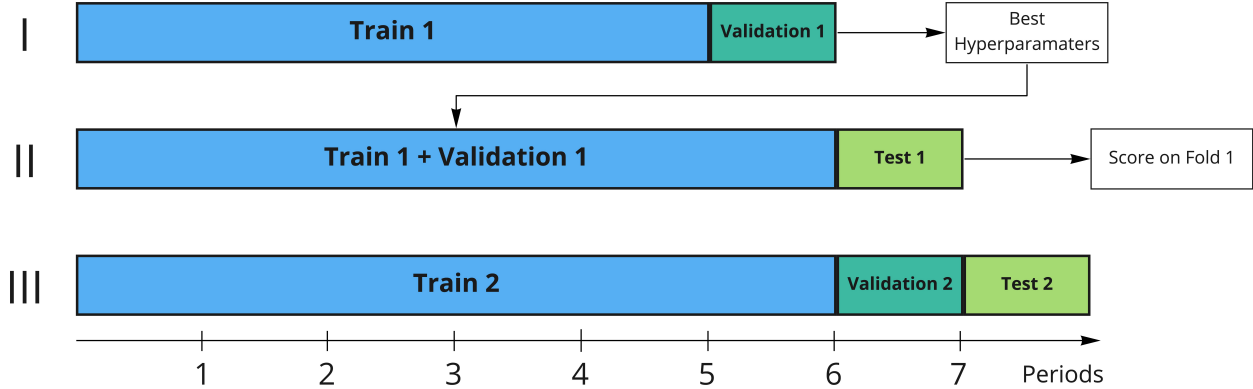 I
Train 1
Validation 1
Best
Hyperparamaters
II
Train 1 + Validation 1
Test 1
Score on Fold 1
III
Train 2
Validation 2
Test 2
1 2 3 4 5 6 7 Periods